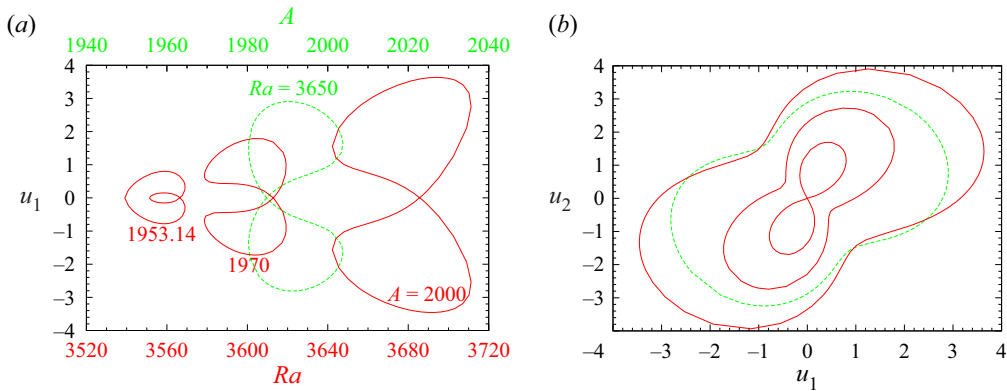 (a)
A
(b)
1940 1960 1980 2000 2020 2040
4
3
2
1
0
–1
–2
–3
–4
u1
Ra = 3650
1953.14
1970
A = 2000
3520 3560 3600 3640 3680 3720
Ra
4
3
2
1
0
–1
–2
–3
–4
u2
–4 –3 –2 –1 0 1 2 3 4
u1